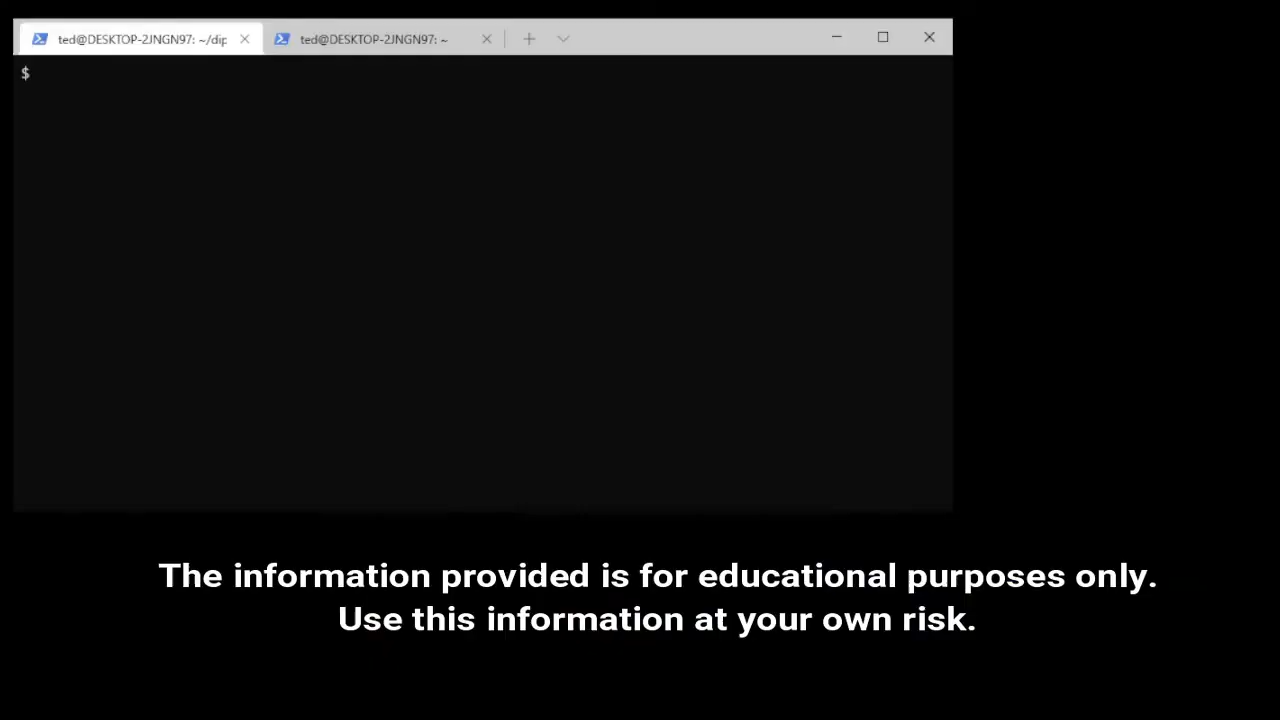 ted@DESKTOP-2JNGN97: ~/dip
ted@DESKTOP-2JNGN97: ~
$
The information provided is for educational purposes only.
Use this information at your own risk.